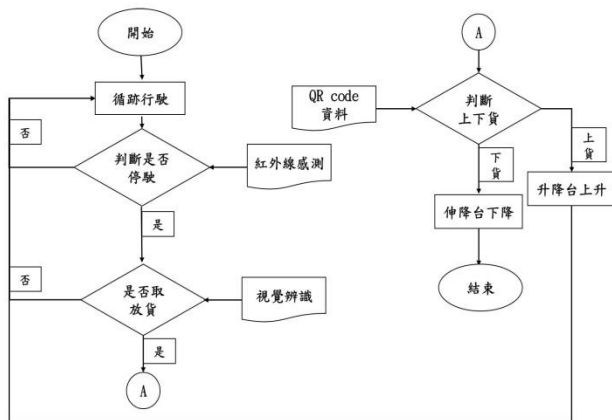 開始
循跡行駛
否
判斷是否
停駛
紅外線感測
是
否
是否取
放貨
視覺辨識
是
A
A
QR code
資料
判斷
上下貨
上
貨
下
貨
升降台上升
伸降台下降
結束